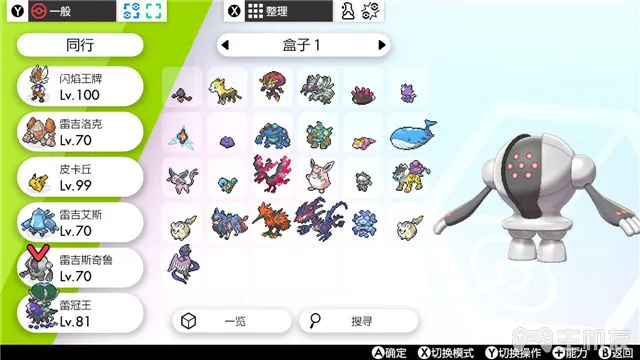 Y 一般
X 整理
同行
盒子 1
闪焰王牌
Lv.100
雷吉洛克
Lv.70
皮卡丘
Lv.99
雷吉艾斯
Lv.70
雷吉斯奇鲁
Lv.70
蕾冠王
Lv.81
一览
搜寻
A确定 X切换模式 Y切换操作 +能力 B返回
主机侠